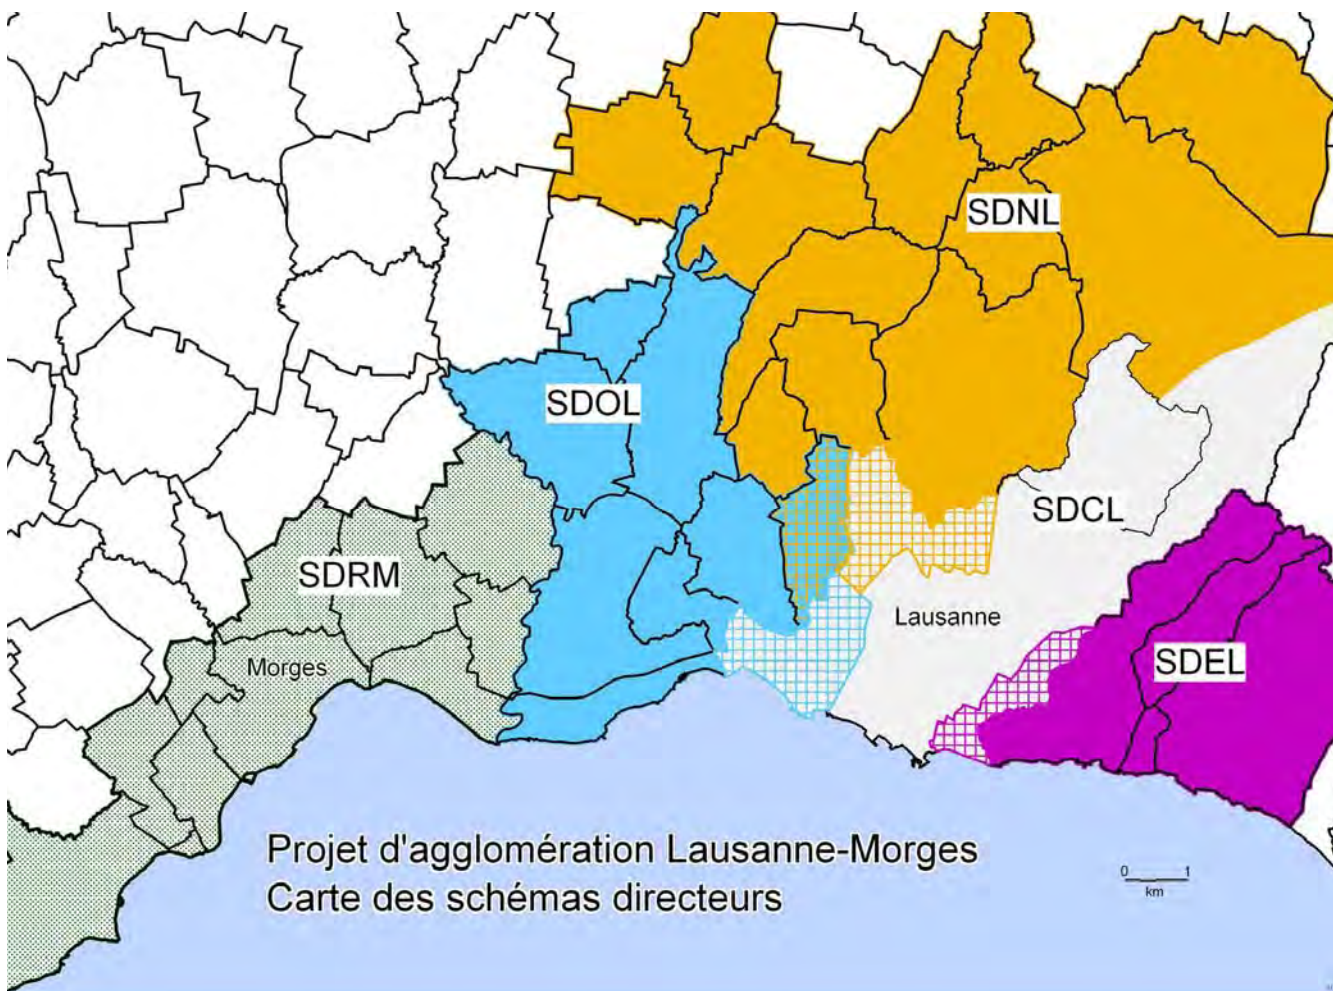 SDNL
SDOL
SDCL
SDRM
Lausanne
Morges
SDEL
Projet d'agglomération Lausanne-Morges
Carte des schémas directeurs
0 1
km